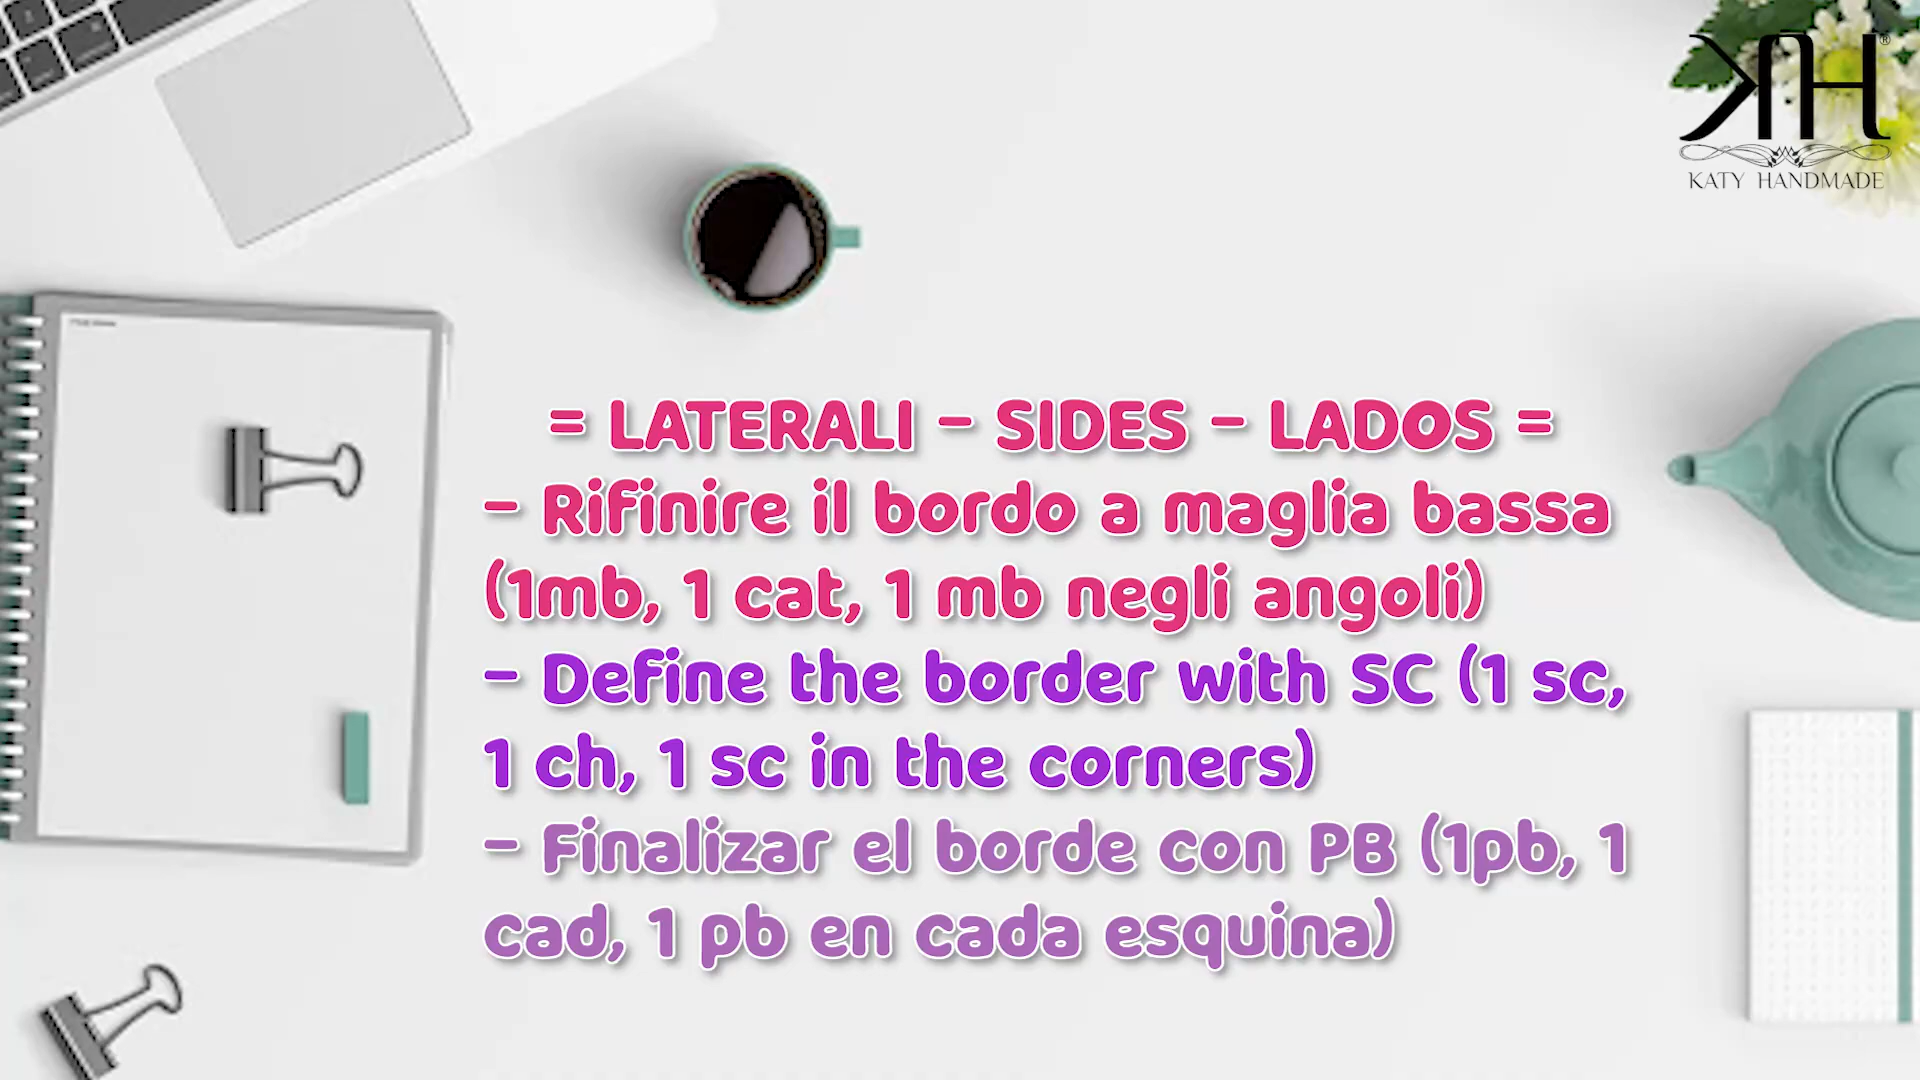 KH®
KATY HANDMADE
= LATERALI - SIDES - LADOS =
- Rifinire il bordo a maglia bassa
(1mb, 1 cat, 1 mb negli angoli)
- Define the border with SC (1 sc,
1 ch, 1 sc in the corners)
- Finalizar el borde con PB (1pb, 1
cad, 1 pb en cada esquina)